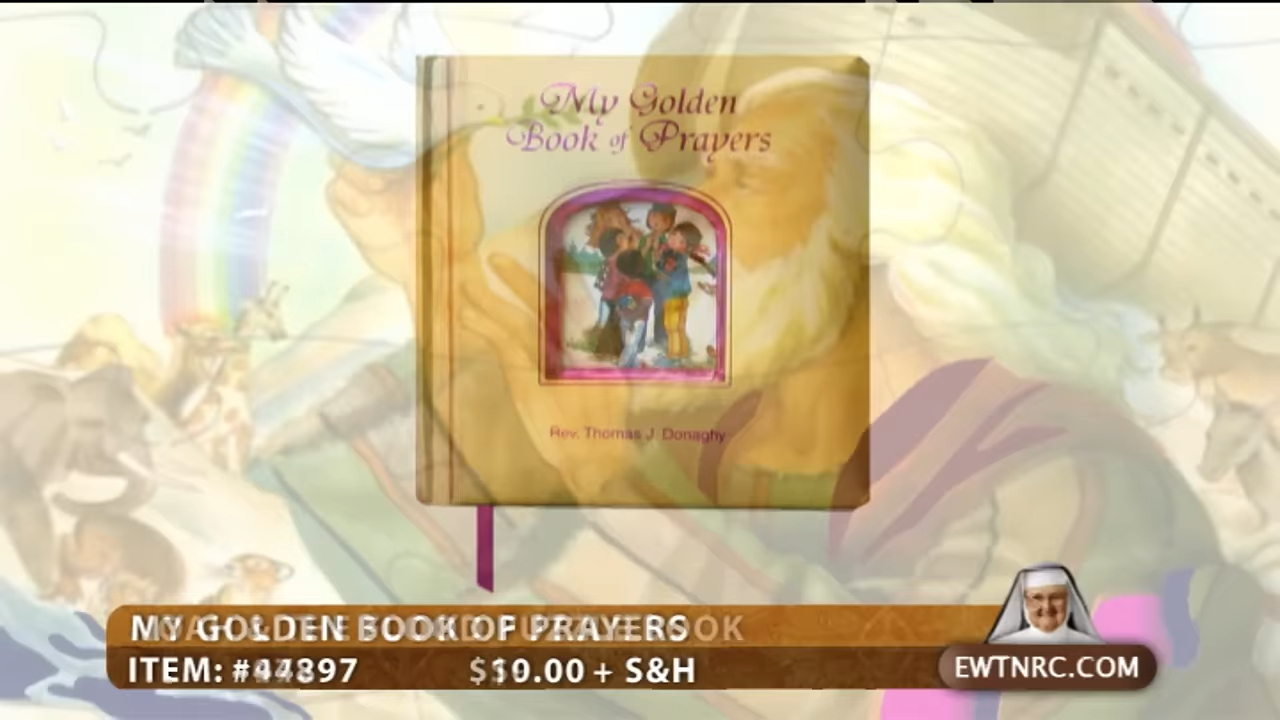 My Golden
Book of Prayers
Rev. Thomas J. Donaghy
MY GOLDEN BOOK OF PRAYERS
ITEM: #44897 $10.00 + S&H
EWTNRC.COM